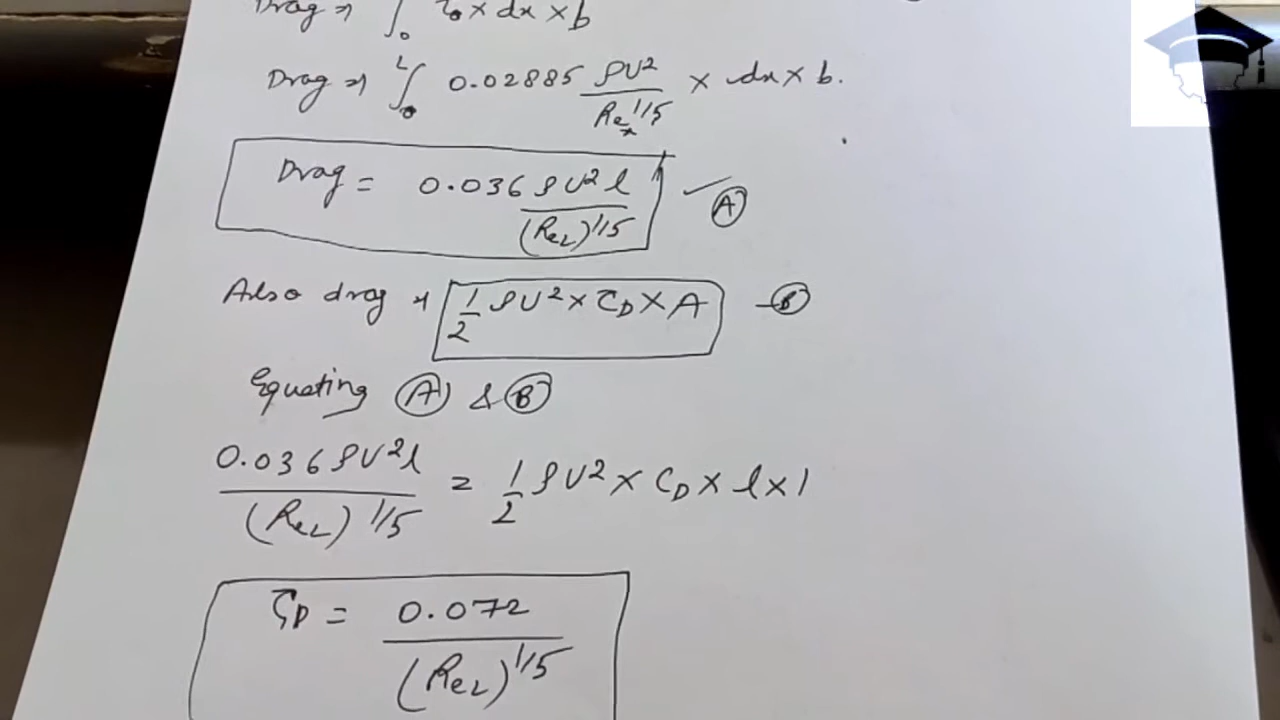 Drag => ∫₀ τ₀ × dx × b
Drag => ∫₀ᴸ 0.02885 ρU²/Reₓ^1/5 × dx × b.
Drag = 0.036 ρU²l/(Re_L)^1/5 ✓ (A)
Also drag => 1/2 ρU² × C_D × A – (B)
Equating (A) & (B)
0.036 ρU²l/(Re_L)^1/5 = 1/2 ρU² × C_D × l × 1
C_D = 0.072/(Re_L)^1/5